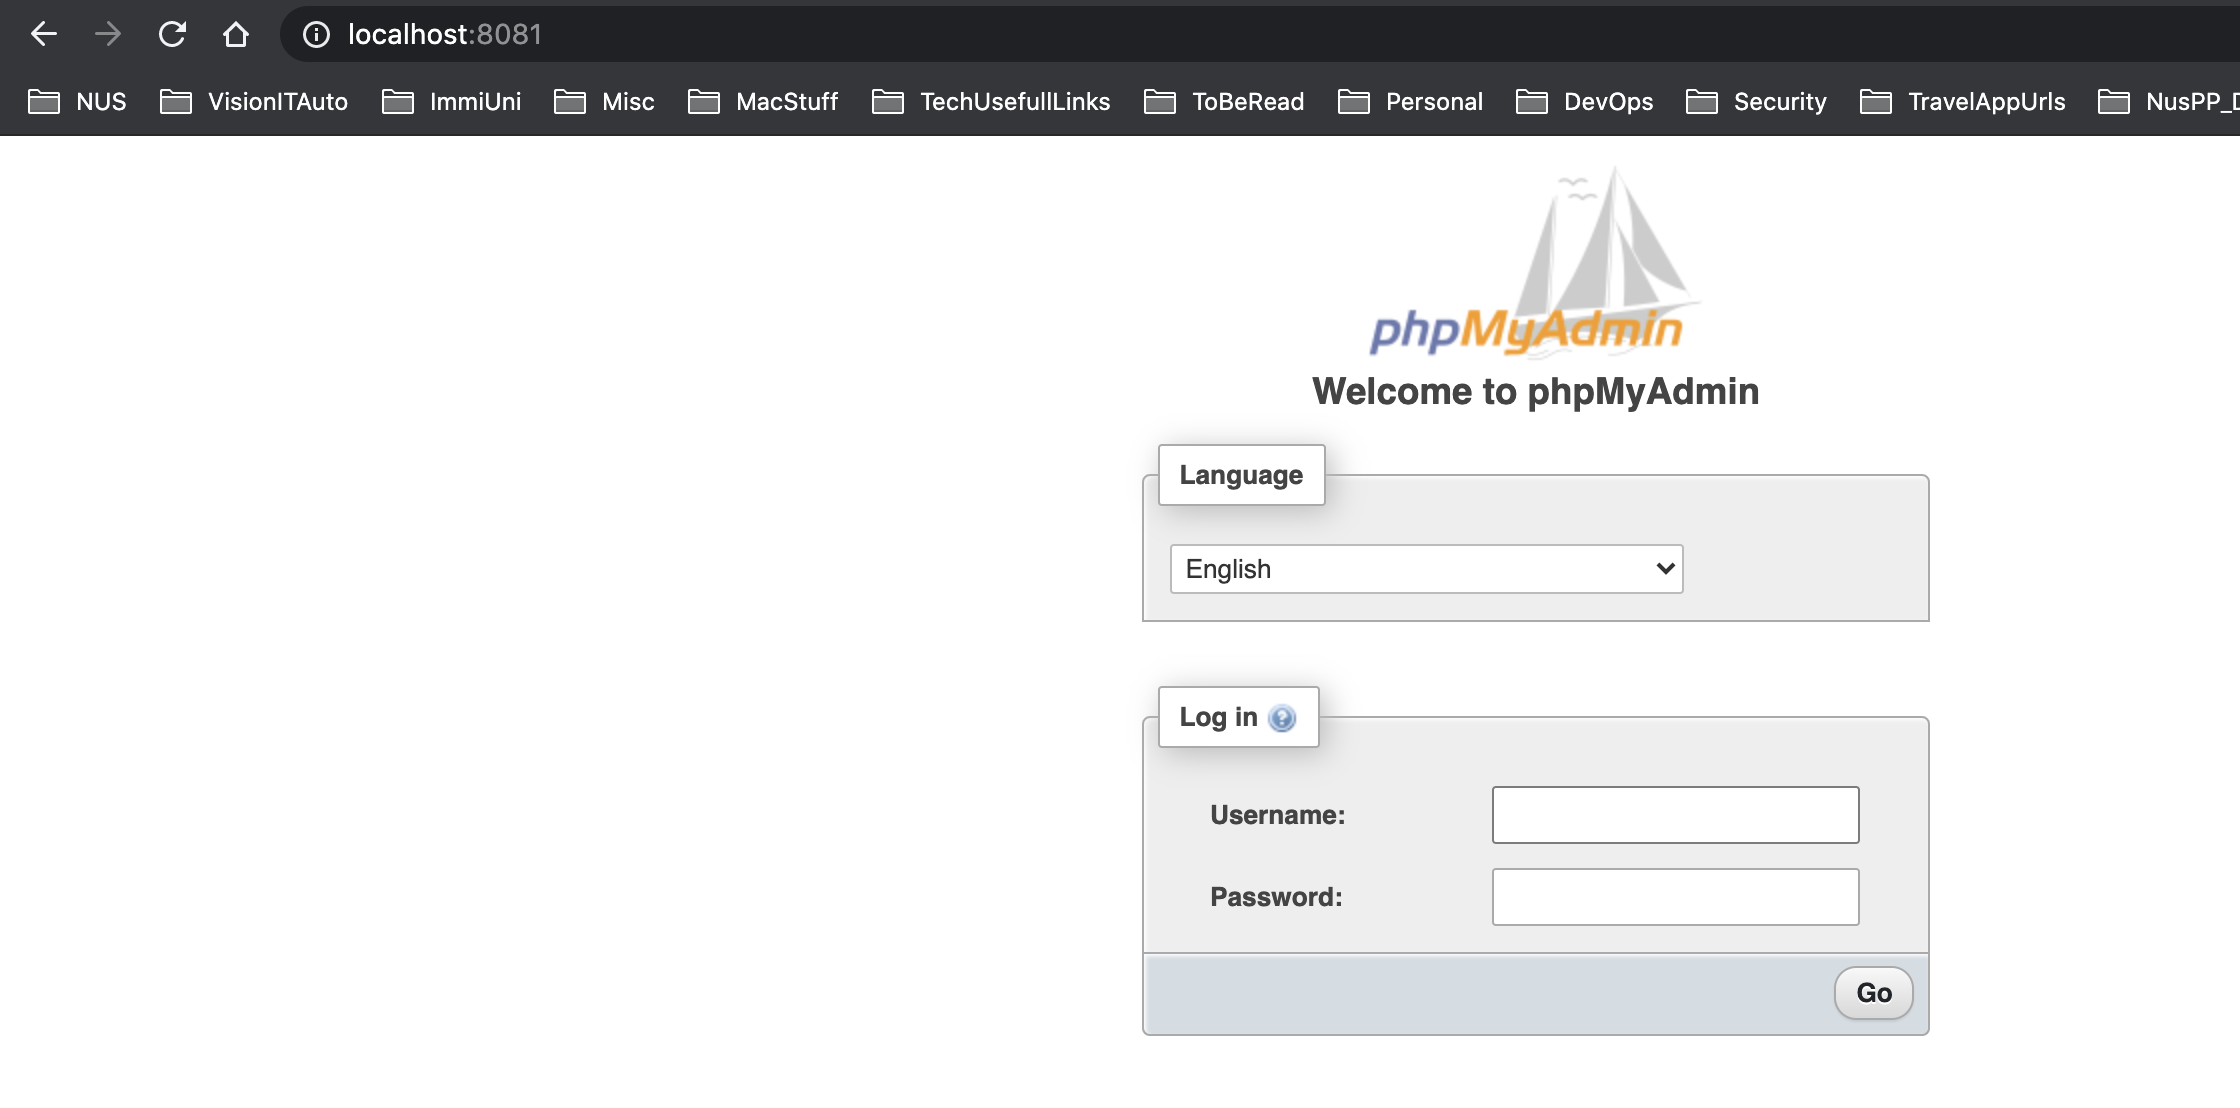 localhost:8081
NUS VisionITAuto ImmiUni Misc MacStuff TechUsefullLinks ToBeRead Personal DevOps Security TravelAppUrls NusPP_
phpMyAdmin
Welcome to phpMyAdmin
Language
English
Log in
Username:
Password:
Go